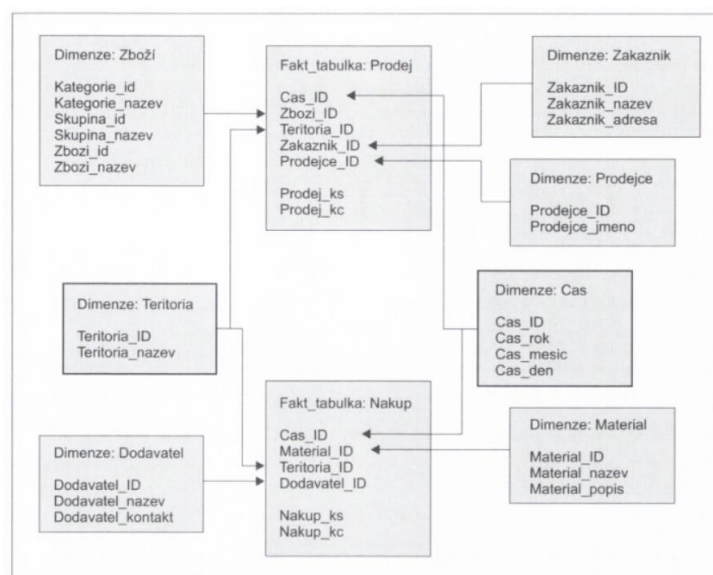 Dimenze: Zboží
Kategorie_id
Kategorie_nazev
Skupina_id
Skupina_nazev
Zbozi_id
Zbozi_nazev
Fakt_tabulka: Prodej
Cas_ID
Zbozi_ID
Teritoria_ID
Zakaznik_ID
Prodejce_ID
Prodej_ks
Prodej_kc
Dimenze: Zakaznik
Zakaznik_ID
Zakaznik_nazev
Zakaznik_adresa
Dimenze: Prodejce
Prodejce_ID
Prodejce_jmeno
Dimenze: Teritoria
Teritoria_ID
Teritoria_nazev
Dimenze: Cas
Cas_ID
Cas_rok
Cas_mesic
Cas_den
Fakt_tabulka: Nakup
Cas_ID
Material_ID
Teritoria_ID
Dodavatel_ID
Nakup_ks
Nakup_kc
Dimenze: Dodavatel
Dodavatel_ID
Dodavatel_nazev
Dodavatel_kontakt
Dimenze: Material
Material_ID
Material_nazev
Material_popis